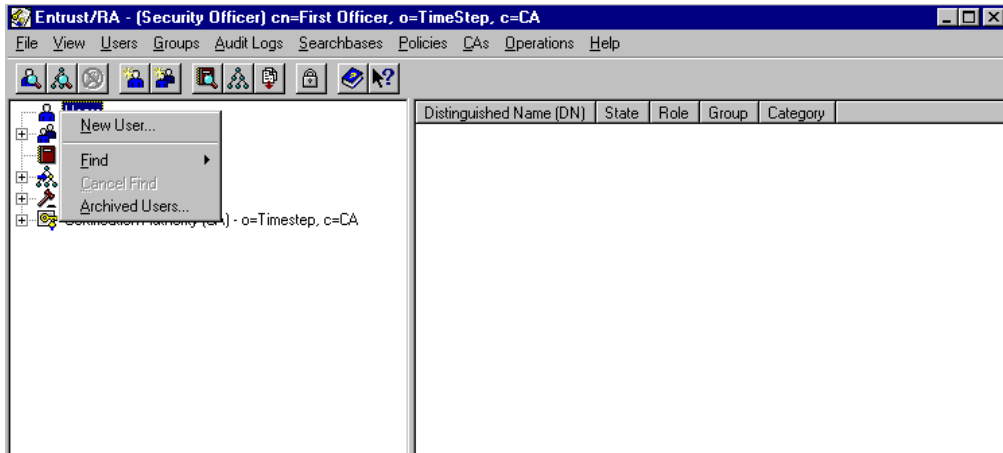 Entrust/RA - (Security Officer) cn=First Officer, o=TimeStep, c=CA
File View Users Groups Audit Logs Searchbases Policies CAs Operations Help
Distinguished Name (DN) State Role Group Category
New User...
Find
Cancel Find
Archived Users...
- o=Timestep, c=CA